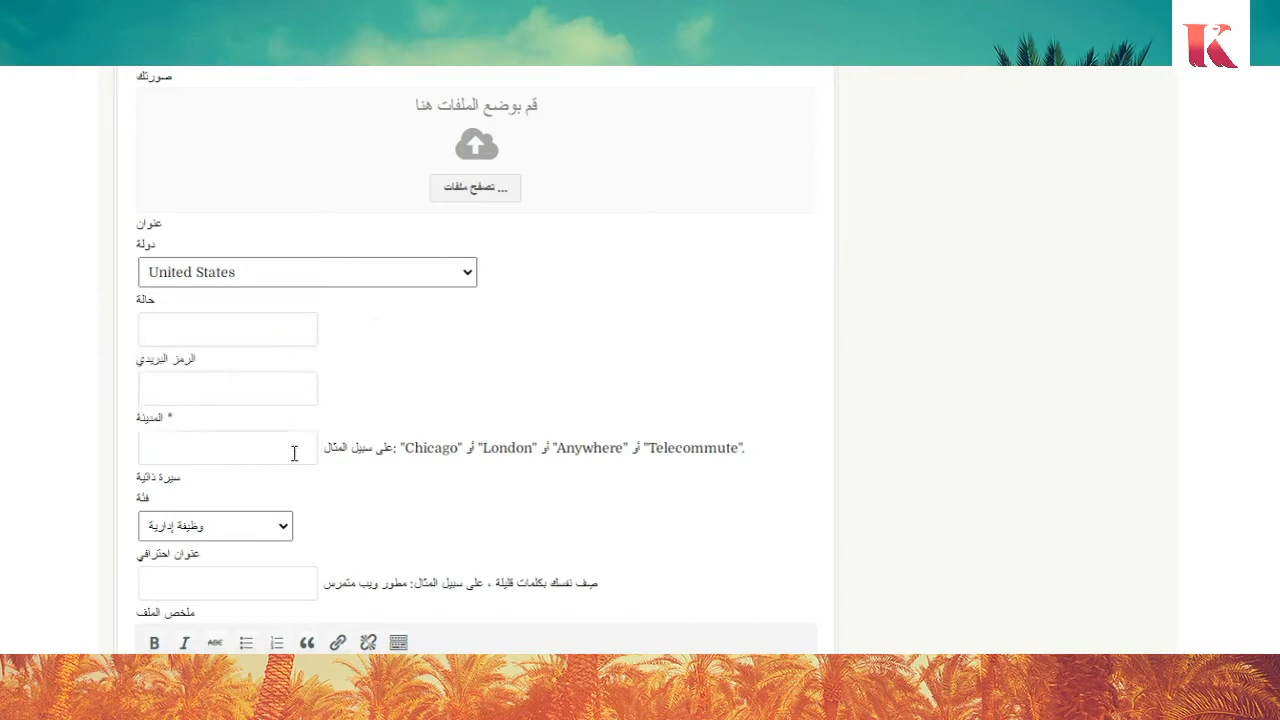 K
صورتك
قم بوضع الملفات هنا
تصفح ملفات ...
عنوان
دولة
United States
حالة
الرمز البريدي
المدينة *
على سبيل المثال: "Chicago" أو "London" أو "Anywhere" أو "Telecommute".
سيرة ذاتية
فئة
وظيفة إدارية
عنوان احترافي
صِف نفسك بكلمات قليلة ، على سبيل المثال: مطور ويب متمرس
ملخص الملف
B I ABC